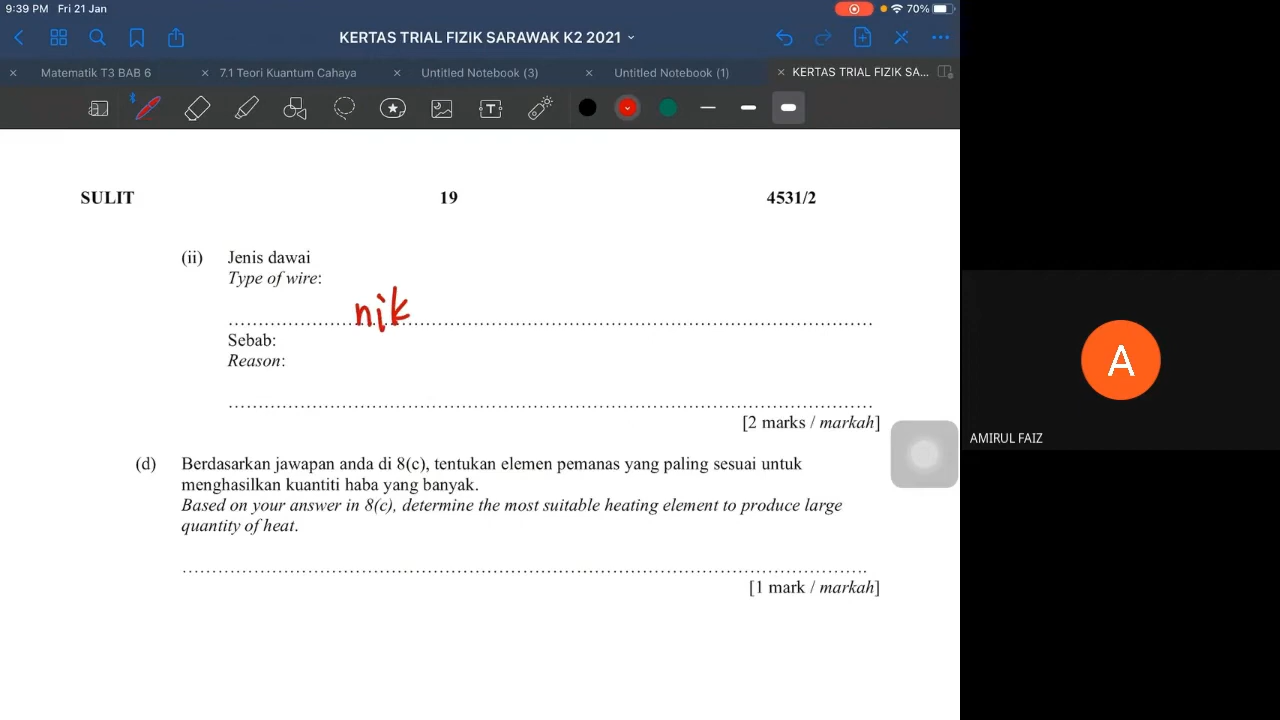 9:39 PM Fri 21 Jan
70%
KERTAS TRIAL FIZIK SARAWAK K2 2021
Matematik T3 BAB 6
7.1 Teori Kuantum Cahaya
Untitled Notebook (3)
Untitled Notebook (1)
KERTAS TRIAL FIZIK SA...
T
SULIT 19 4531/2
(ii) Jenis dawai
Type of wire:
nik
................................................................................
Sebab:
Reason:
................................................................................
[2 marks / markah]
(d) Berdasarkan jawapan anda di 8(c), tentukan elemen pemanas yang paling sesuai untuk
menghasilkan kuantiti haba yang banyak.
Based on your answer in 8(c), determine the most suitable heating element to produce large
quantity of heat.
................................................................................
[1 mark / markah]
A
AMIRUL FAIZ